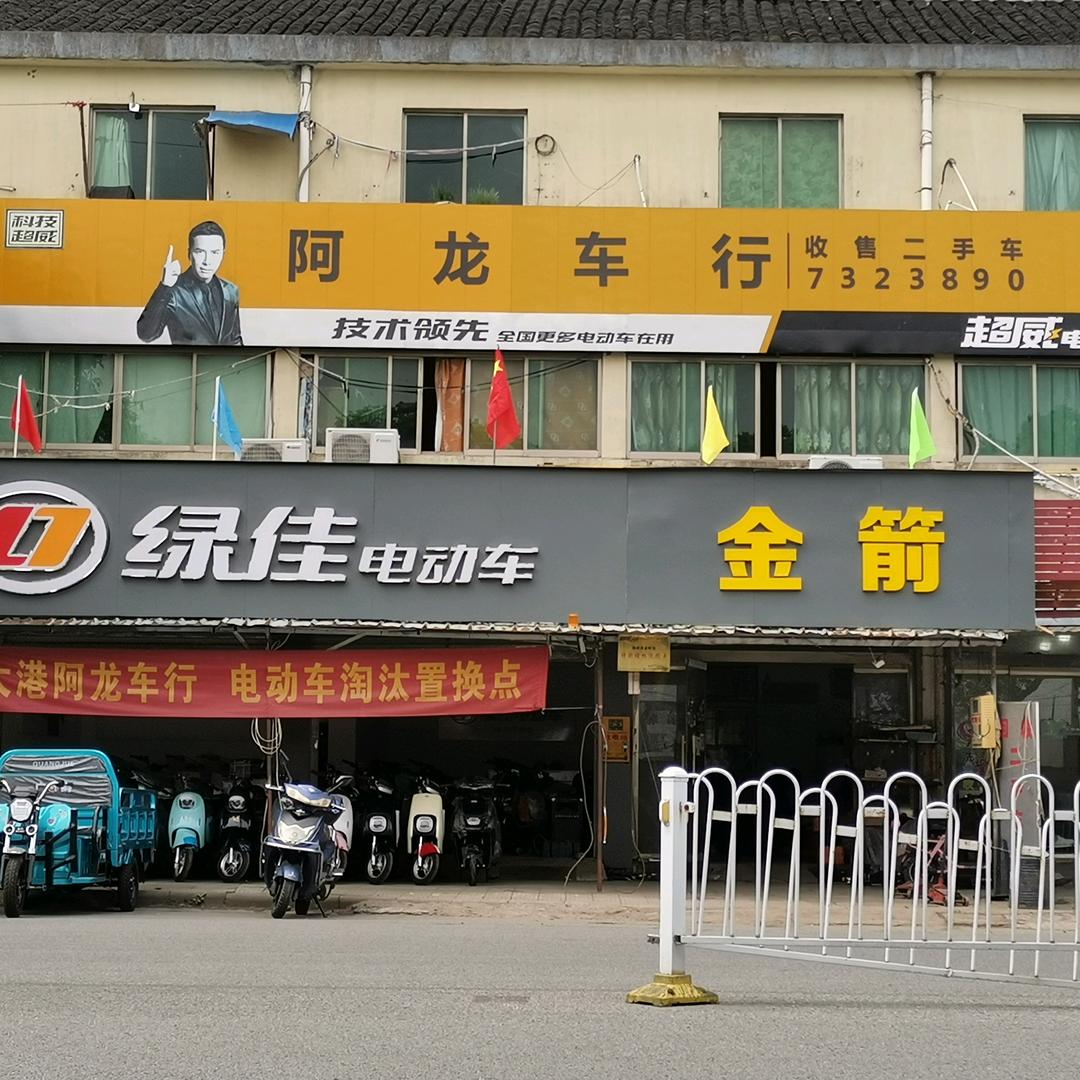 科技
超威
阿龙车行
收售二手车
7323890
技术领先 全国更多电动车在用
超威电
绿佳电动车
金箭
大港阿龙车行 电动车淘汰置换点